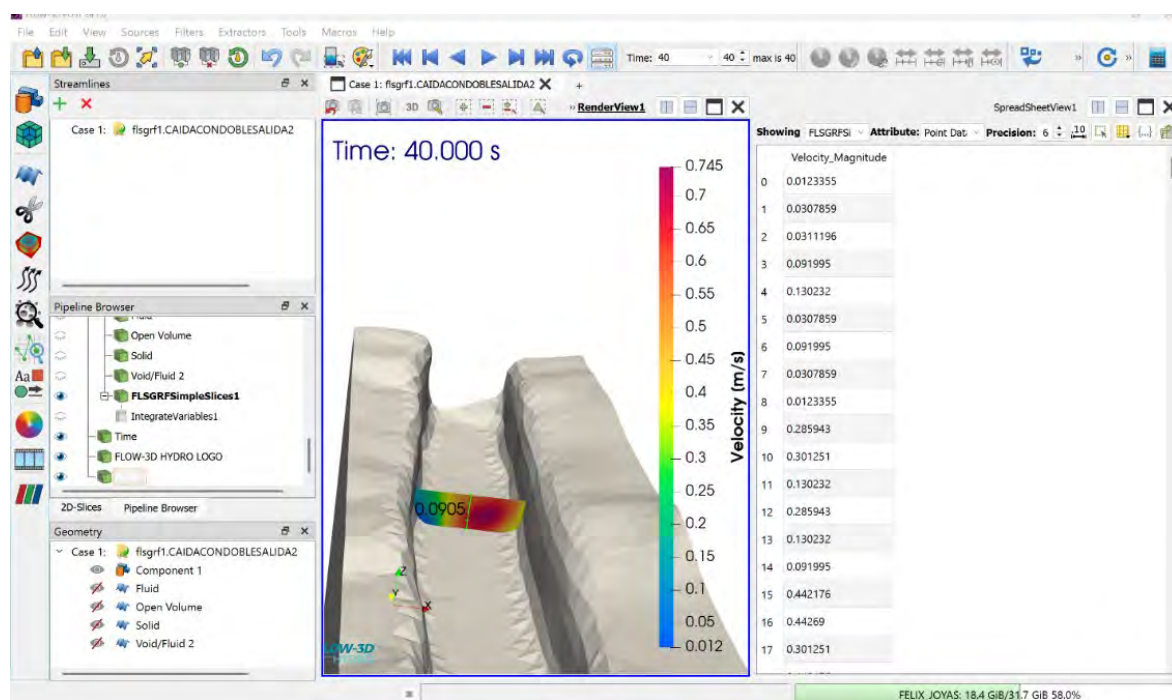 File Edit View Sources Filters Extractors Tools Macros Help
Time: 40 40 max is 40
Streamlines
Case 1: flsgrf1.CAIDACONDOBLESALIDA2
Pipeline Browser
Open Volume
Solid
Void/Fluid 2
FLSGRFSimpleSlices1
IntegrateVariables1
Time
FLOW-3D HYDRO LOGO
2D-Slices Pipeline Browser
Geometry
Case 1: flsgrf1.CAIDACONDOBLESALIDA2
Component 1
Fluid
Open Volume
Solid
Void/Fluid 2
Case 1: flsgrf1.CAIDACONDOBLESALIDA2 +
3D » RenderView1
Time: 40.000 s
0.745
0.7
0.65
0.6
0.55
0.5
0.45
0.4
0.35
0.3
0.25
0.2
0.15
0.1
0.05
0.012
Velocity (m/s)
0.0905
Z
Y
X
SpreadSheetView1
Showing FLSGRFSi Attribute: Point Dat Precision: 6
Velocity_Magnitude
0 0.0123355
1 0.0307859
2 0.0311196
3 0.091995
4 0.130232
5 0.0307859
6 0.091995
7 0.0307859
8 0.0123355
9 0.285943
10 0.301251
11 0.130232
12 0.285943
13 0.130232
14 0.091995
15 0.442176
16 0.44269
17 0.301251
FELIX_JOYAS: 18.4 GiB/31.7 GiB 58.0%